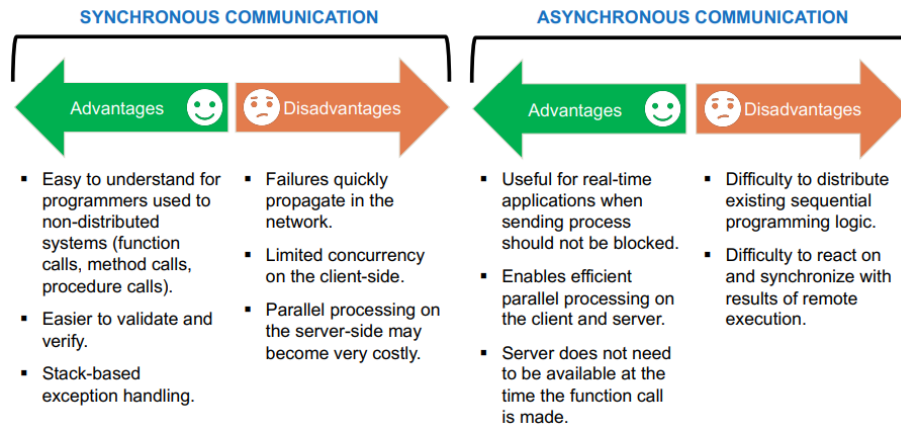 SYNCHRONOUS COMMUNICATION
Advantages
Disadvantages
▪ Easy to understand for
programmers used to
non-distributed
systems (function
calls, method calls,
procedure calls).
▪ Easier to validate and
verify.
▪ Stack-based
exception handling.
▪ Failures quickly
propagate in the
network.
▪ Limited concurrency
on the client-side.
▪ Parallel processing on
the server-side may
become very costly.
ASYNCHRONOUS COMMUNICATION
Advantages
Disadvantages
▪ Useful for real-time
applications when
sending process
should not be blocked.
▪ Enables efficient
parallel processing on
the client and server.
▪ Server does not need
to be available at the
time the function call
is made.
▪ Difficulty to distribute
existing sequential
programming logic.
▪ Difficulty to react on
and synchronize with
results of remote
execution.